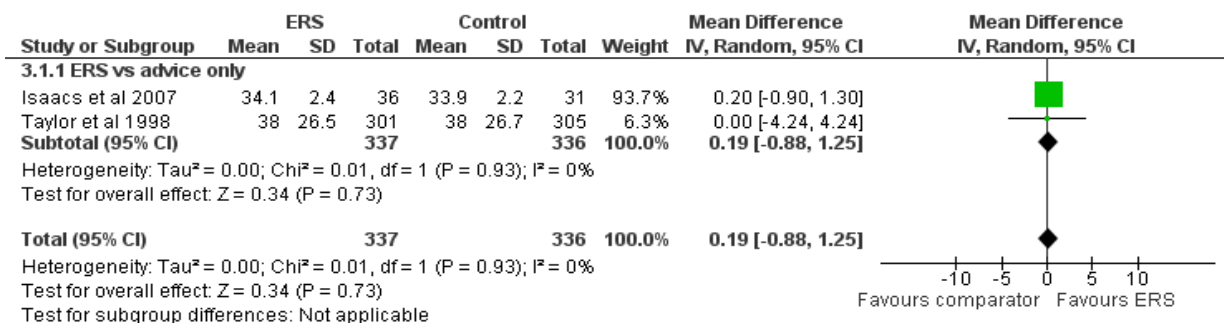 ERS Control Mean Difference Mean Difference
Study or Subgroup Mean SD Total Mean SD Total Weight IV, Random, 95% CI IV, Random, 95% CI
3.1.1 ERS vs advice only
Isaacs et al 2007 34.1 2.4 36 33.9 2.2 31 93.7% 0.20 [-0.90, 1.30]
Taylor et al 1998 38 26.5 301 38 26.7 305 6.3% 0.00 [-4.24, 4.24]
Subtotal (95% CI) 337 336 100.0% 0.19 [-0.88, 1.25]
Heterogeneity: Tau² = 0.00; Chi² = 0.01, df = 1 (P = 0.93); I² = 0%
Test for overall effect: Z = 0.34 (P = 0.73)
Total (95% CI) 337 336 100.0% 0.19 [-0.88, 1.25]
Heterogeneity: Tau² = 0.00; Chi² = 0.01, df = 1 (P = 0.93); I² = 0%
Test for overall effect: Z = 0.34 (P = 0.73)
Test for subgroup differences: Not applicable
-10 -5 0 5 10
Favours comparator Favours ERS